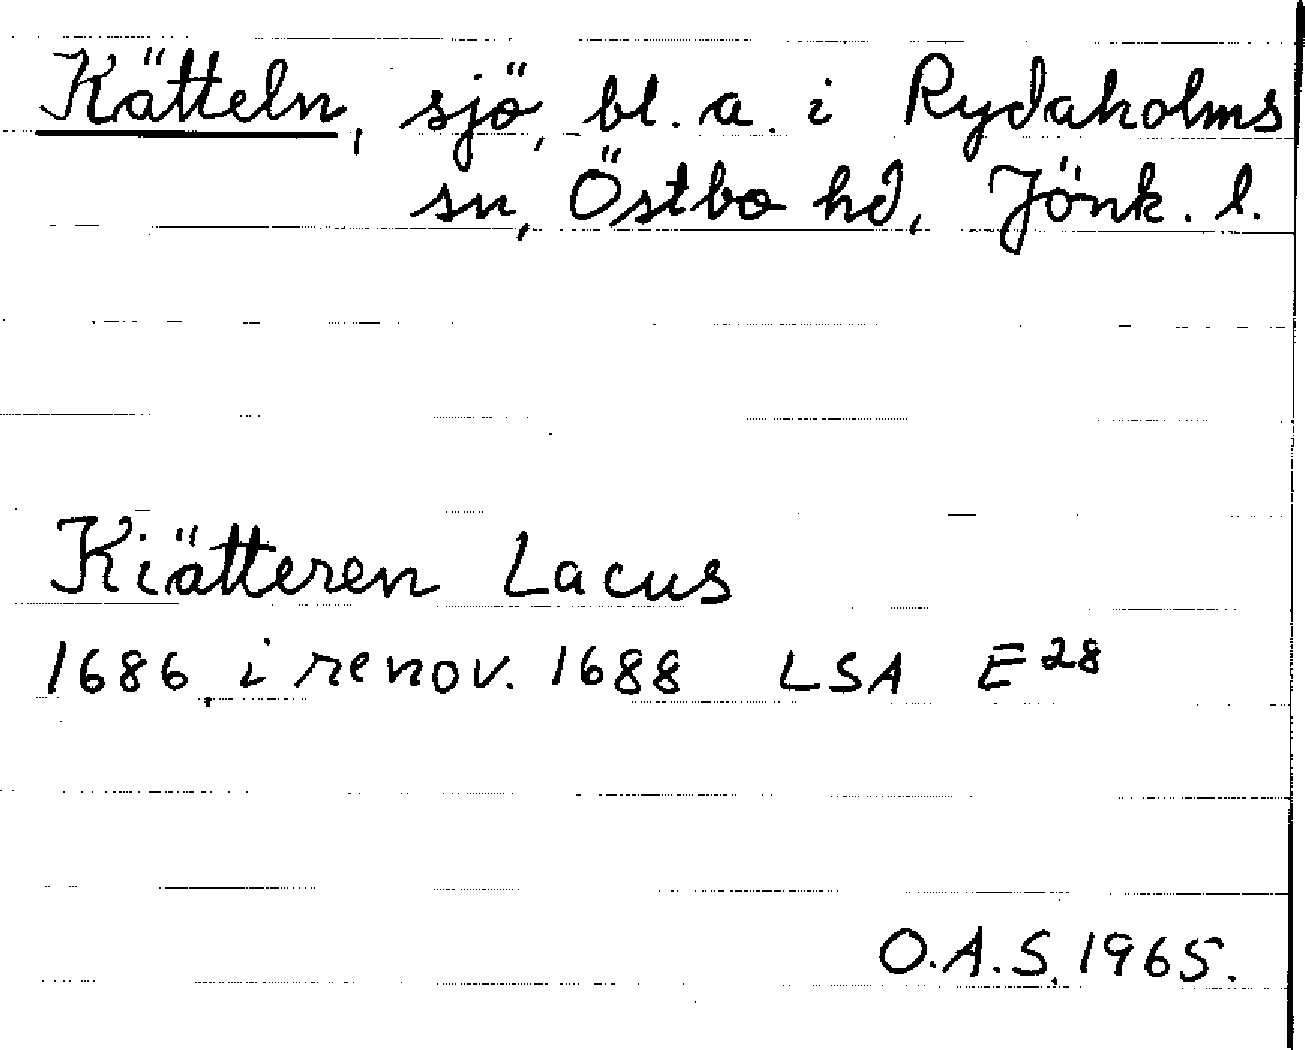 Kätteln, sjö, bl. a. i Rydaholms
sn, Östbo hd, Jönk. l.
Kiätteren Lacus
1686, i renov. 1688 LSA E28
O.A.S, 1965.